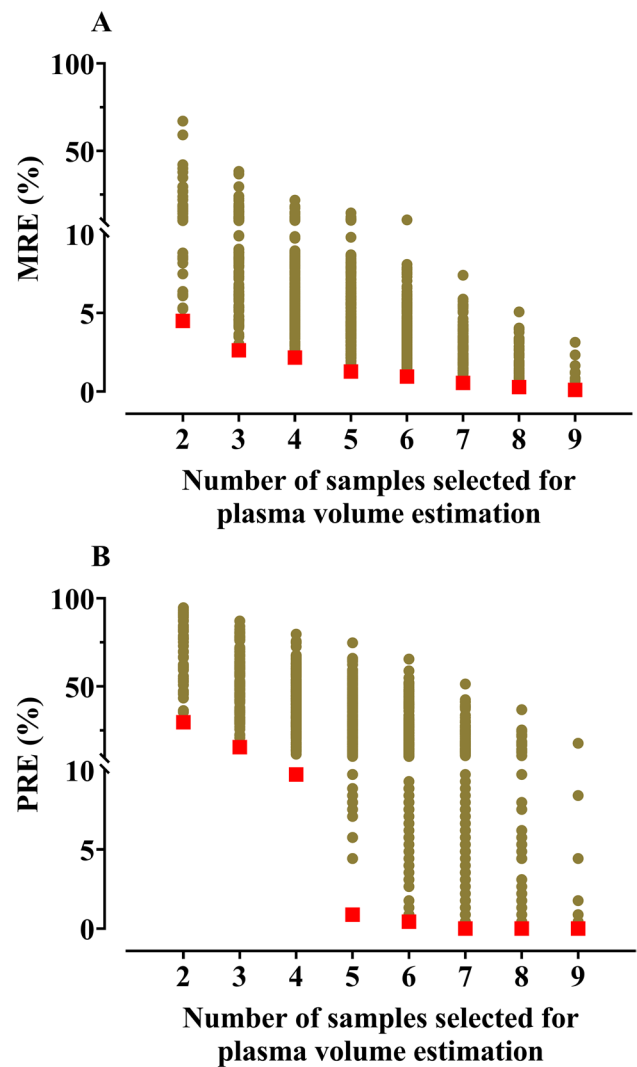 A
100
50
10
5
0
MRE (%)
2 3 4 5 6 7 8 9
Number of samples selected for
plasma volume estimation
B
100
50
10
5
0
PRE (%)
2 3 4 5 6 7 8 9
Number of samples selected for
plasma volume estimation